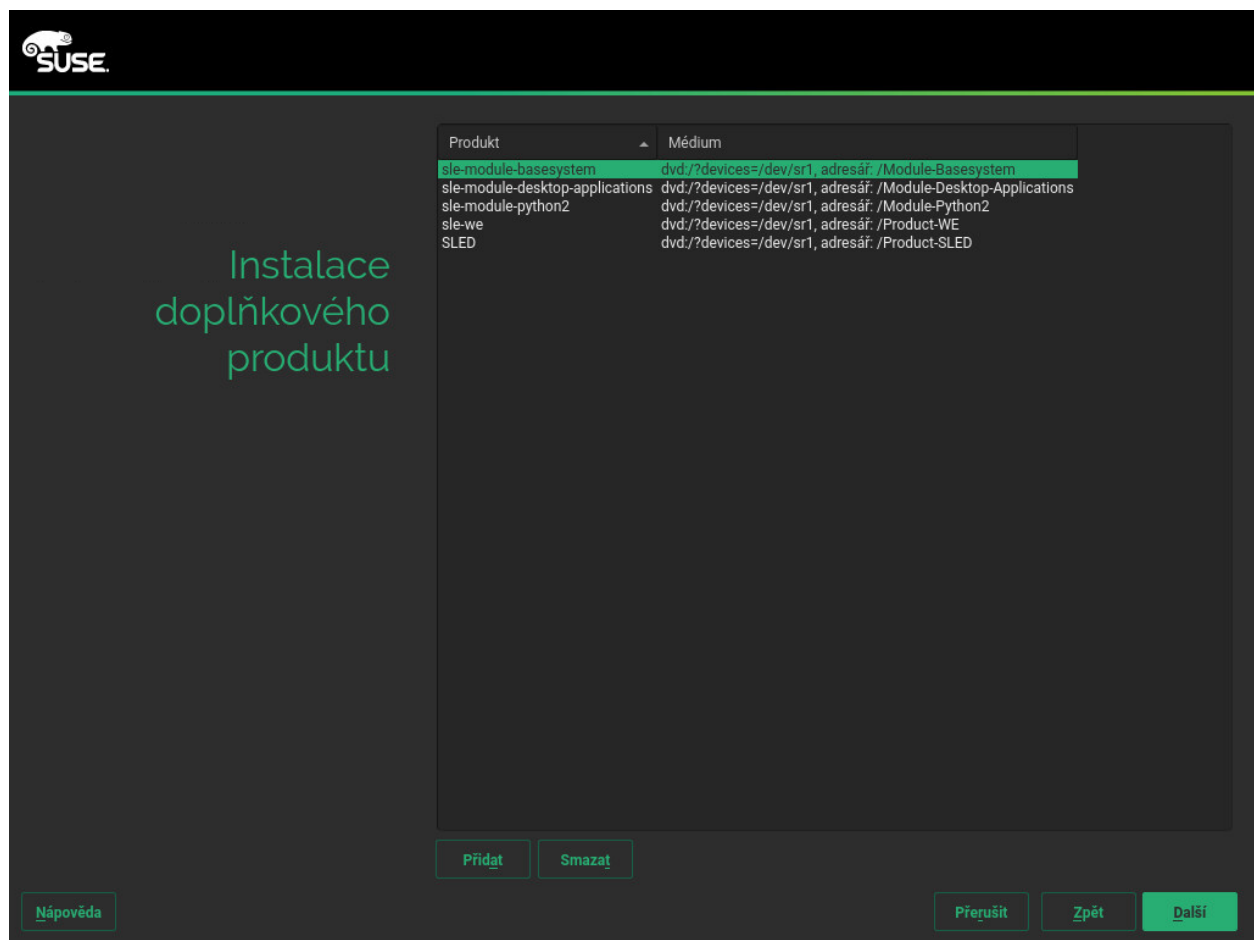 SUSE.
Produkt Médium
sle-module-basesystem dvd:/?devices=/dev/sr1, adresář: /Module-Basesystem
sle-module-desktop-applications dvd:/?devices=/dev/sr1, adresář: /Module-Desktop-Applications
sle-module-python2 dvd:/?devices=/dev/sr1, adresář: /Module-Python2
sle-we dvd:/?devices=/dev/sr1, adresář: /Product-WE
SLED dvd:/?devices=/dev/sr1, adresář: /Product-SLED
Instalace
doplňkového
produktu
Přidat Smazat
Nápověda Přerušit Zpět Další